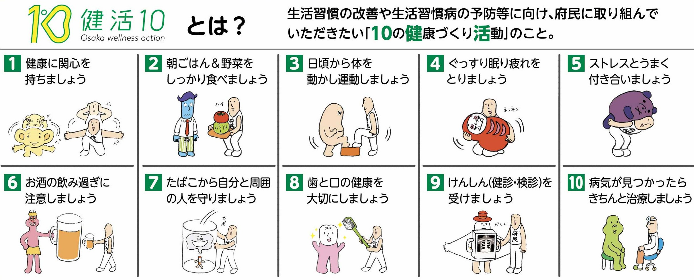 10 健活10
Osaka wellness action
とは?
生活習慣の改善や生活習慣病の予防等に向け、府民に取り組んで
いただきたい「10の健康づくり活動」のこと。
1 健康に関心を
持ちましょう
2 朝ごはん&野菜を
しっかり食べましょう
3 日頃から体を
動かし運動しましょう
4 ぐっすり眠り疲れを
とりましょう
5 ストレスとうまく
付き合いましょう
6 お酒の飲み過ぎに
注意しましょう
7 たばこから自分と周囲
の人を守りましょう
8 歯と口の健康を
大切にしましょう
9 けんしん(健診・検診)を
受けましょう
10 病気が見つかったら
きちんと治療しましょう